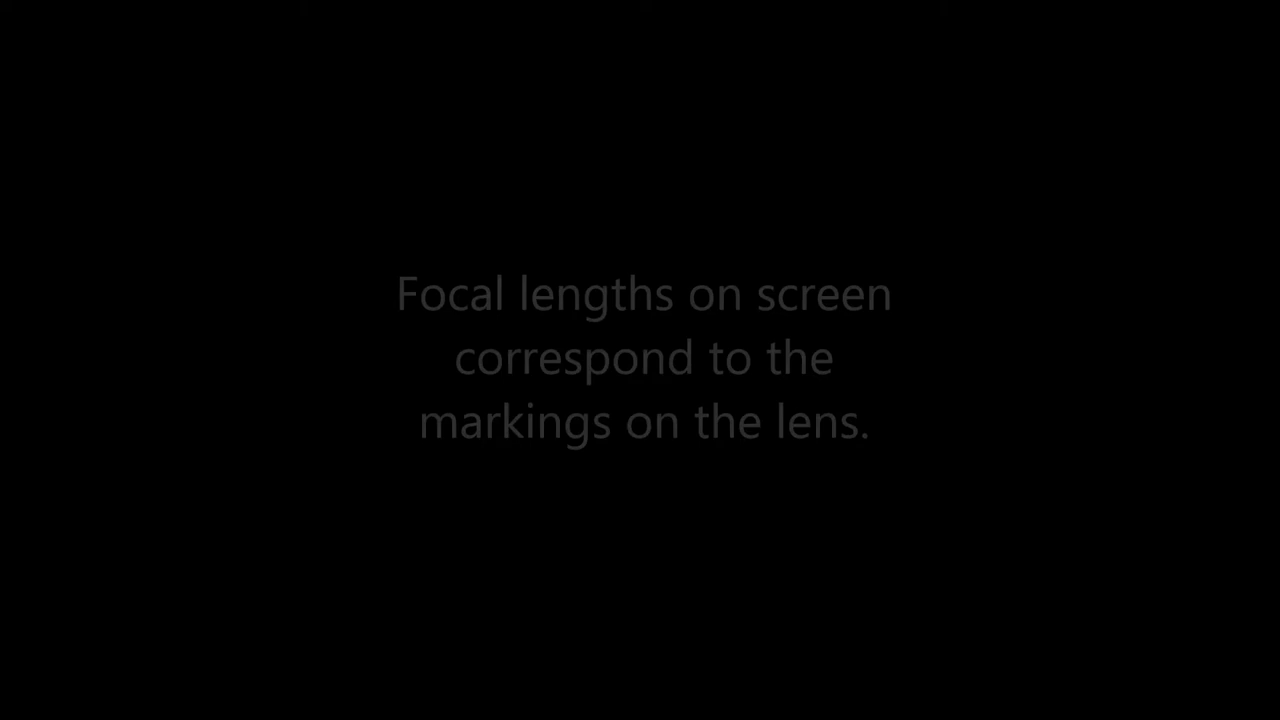 Focal lengths on screen
correspond to the
markings on the lens.